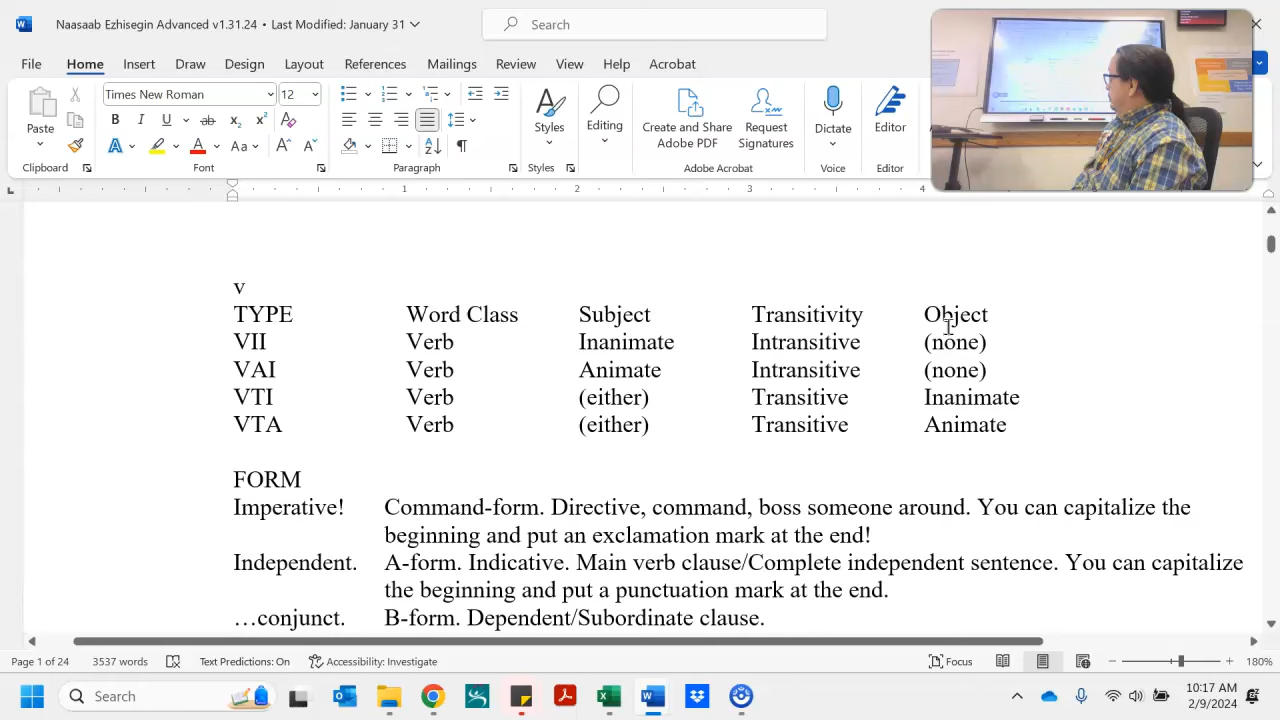 Naasaab Ezhisegin Advanced v1.31.24 • Last Modified: January 31
Search
File Home Insert Draw Design Layout References Mailings Review View Help Acrobat
Times New Roman 12
Paste
Styles
Editing
Create and Share Adobe PDF
Request Signatures
Dictate
Editor
Clipboard Font Paragraph Styles Adobe Acrobat Voice Editor
1 2 3 4
v
TYPE Word Class Subject Transitivity Object
VII Verb Inanimate Intransitive (none)
VAI Verb Animate Intransitive (none)
VTI Verb (either) Transitive Inanimate
VTA Verb (either) Transitive Animate
FORM
Imperative! Command-form. Directive, command, boss someone around. You can capitalize the
beginning and put an exclamation mark at the end!
Independent. A-form. Indicative. Main verb clause/Complete independent sentence. You can capitalize
the beginning and put a punctuation mark at the end.
…conjunct. B-form. Dependent/Subordinate clause.
Page 1 of 24 3537 words Text Predictions: On Accessibility: Investigate Focus 180%
Search
10:17 AM
2/9/2024